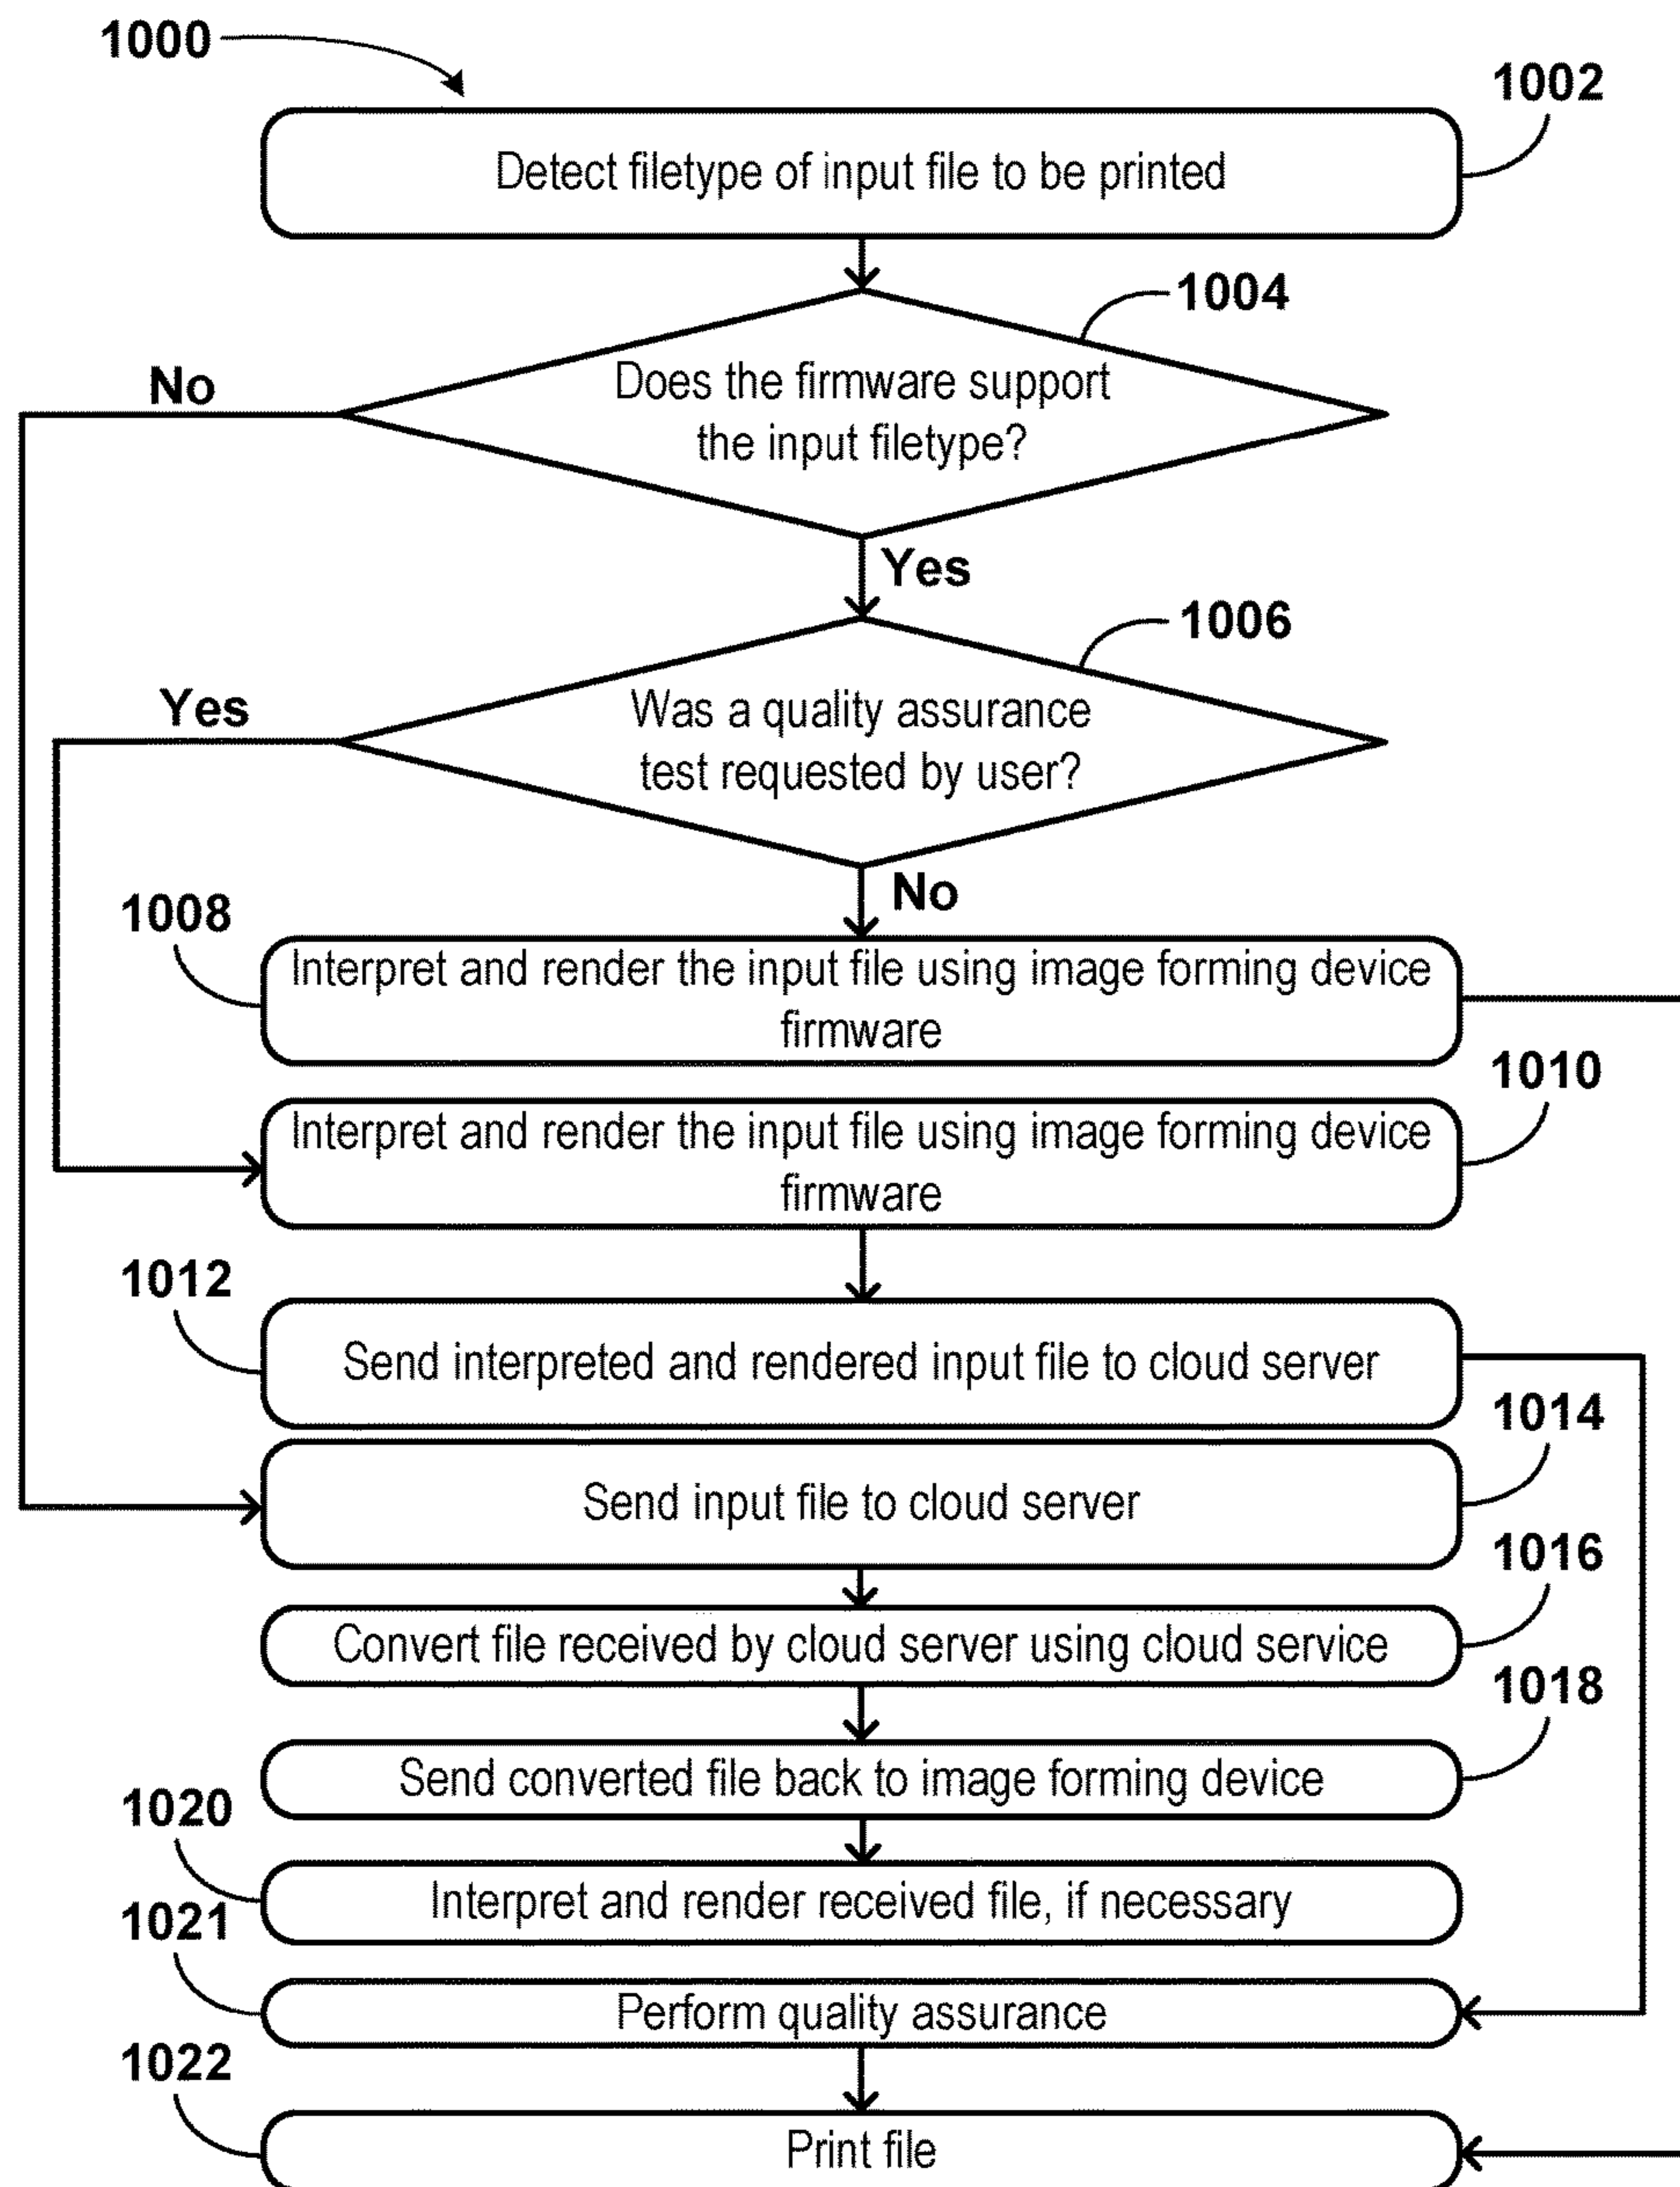 1000
1002
Detect filetype of input file to be printed
1004
No
Does the firmware support
the input filetype?
Yes
1006
Yes
Was a quality assurance
test requested by user?
No
1008
Interpret and render the input file using image forming device
firmware
1010
Interpret and render the input file using image forming device
firmware
1012
Send interpreted and rendered input file to cloud server
1014
Send input file to cloud server
1016
Convert file received by cloud server using cloud service
1018
Send converted file back to image forming device
1020
Interpret and render received file, if necessary
1021
Perform quality assurance
1022
Print file